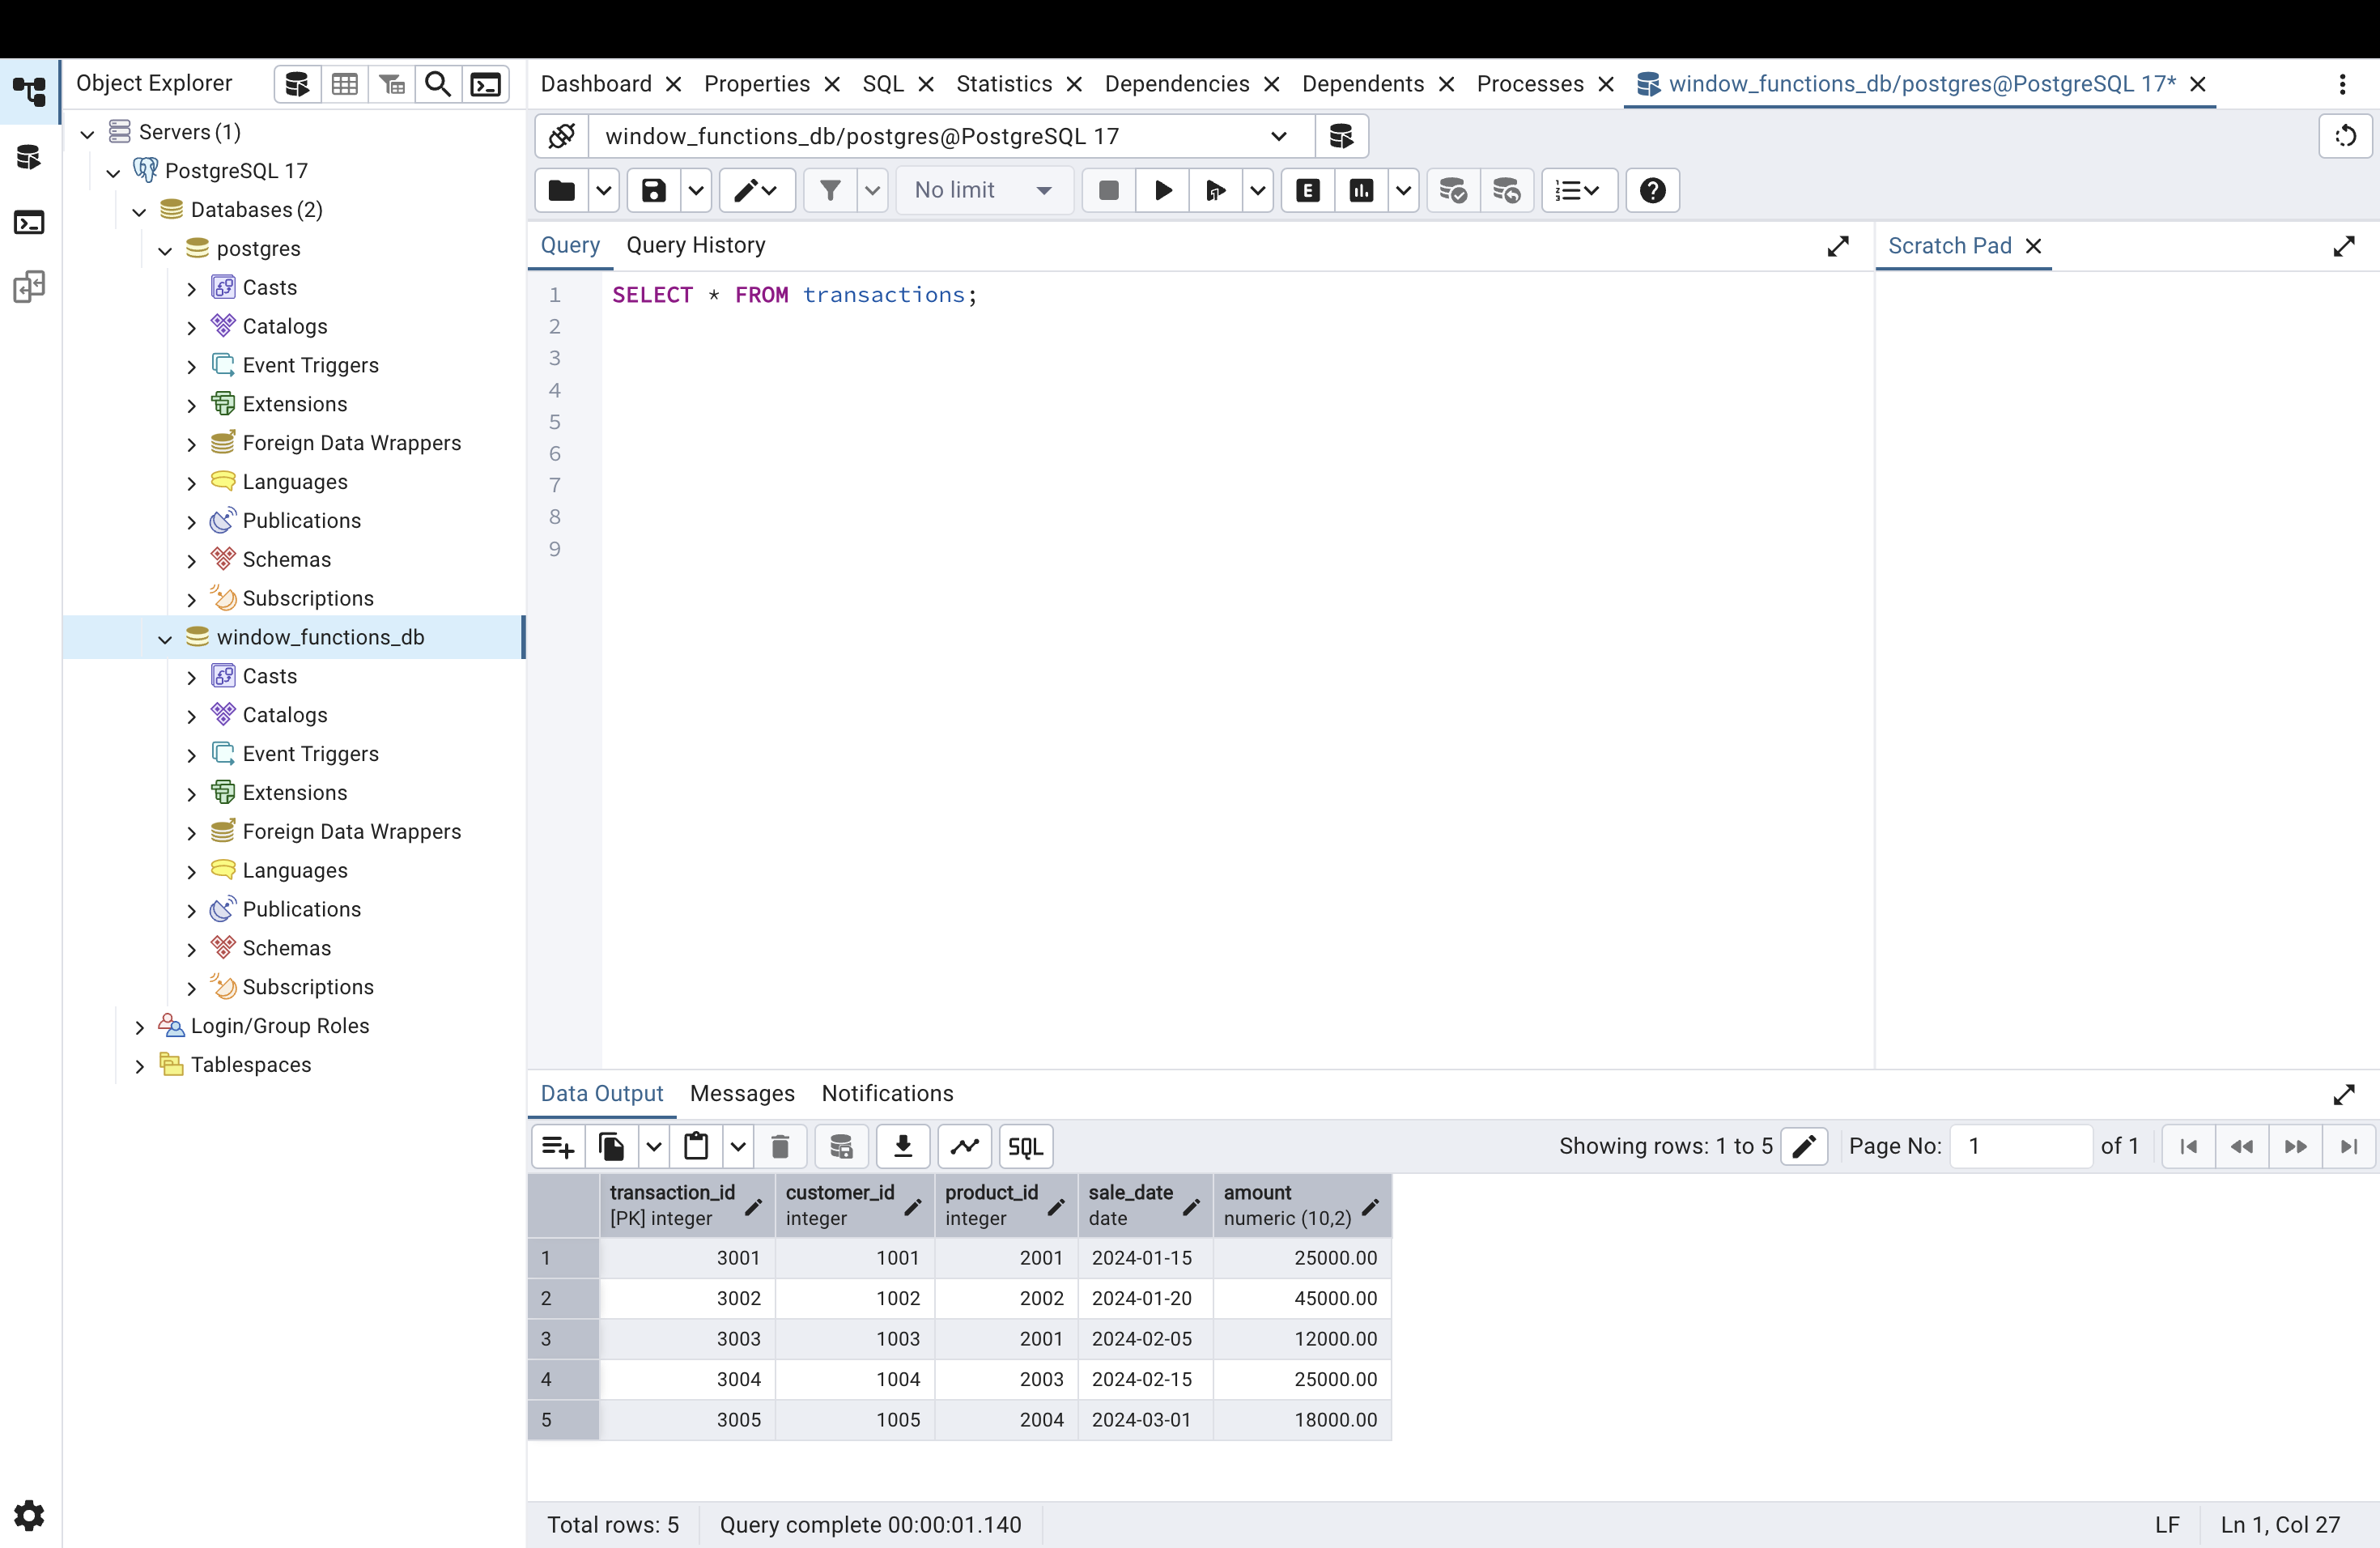 Object Explorer
Dashboard Properties SQL Statistics Dependencies Dependents Processes window_functions_db/postgres@PostgreSQL 17*
Servers (1)
PostgreSQL 17
Databases (2)
postgres
Casts
Catalogs
Event Triggers
Extensions
Foreign Data Wrappers
Languages
Publications
Schemas
Subscriptions
window_functions_db
Casts
Catalogs
Event Triggers
Extensions
Foreign Data Wrappers
Languages
Publications
Schemas
Subscriptions
Login/Group Roles
Tablespaces
window_functions_db/postgres@PostgreSQL 17
No limit E
Query Query History
Scratch Pad
1 SELECT * FROM transactions;
2
3
4
5
6
7
8
9
Data Output Messages Notifications
SQL Showing rows: 1 to 5 Page No: 1 of 1
transaction_id customer_id product_id sale_date amount
[PK] integer integer integer date numeric (10,2)
1 3001 1001 2001 2024-01-15 25000.00
2 3002 1002 2002 2024-01-20 45000.00
3 3003 1003 2001 2024-02-05 12000.00
4 3004 1004 2003 2024-02-15 25000.00
5 3005 1005 2004 2024-03-01 18000.00
Total rows: 5 Query complete 00:00:01.140 LF Ln 1, Col 27